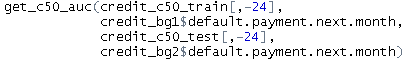 get_c50_auc(credit_c50_train[,-24],
            credit_bg1$default.payment.next.month,
            credit_c50_test[,-24],
            credit_bg2$default.payment.next.month)